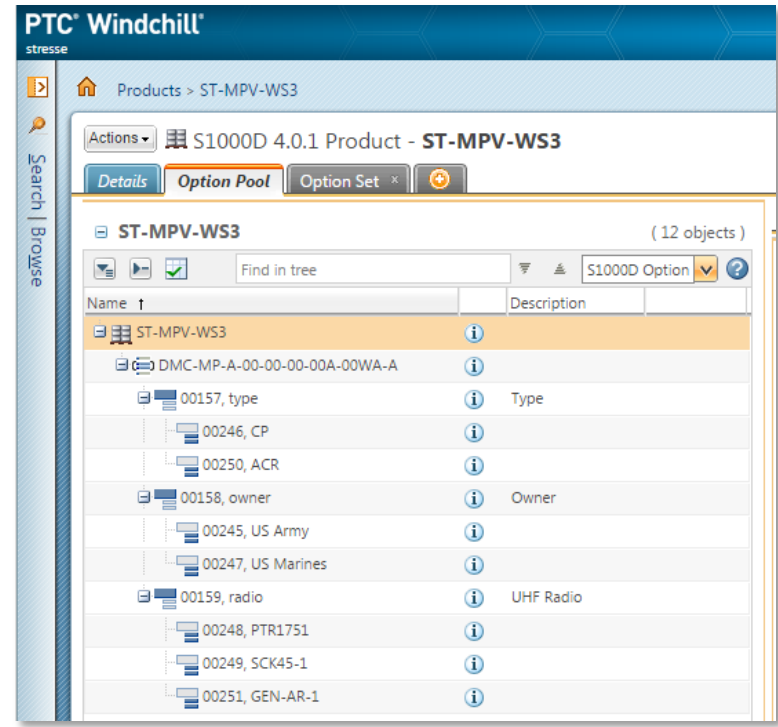 PTC® Windchill®
stresse
Products > ST-MPV-WS3
Search | Browse
Actions S1000D 4.0.1 Product - ST-MPV-WS3
Details Option Pool Option Set ×
ST-MPV-WS3 ( 12 objects )
Find in tree S1000D Option
Name ↑ Description
ST-MPV-WS3
DMC-MP-A-00-00-00-00A-00WA-A
00157, type Type
00246, CP
00250, ACR
00158, owner Owner
00245, US Army
00247, US Marines
00159, radio UHF Radio
00248, PTR1751
00249, SCK45-1
00251, GEN-AR-1